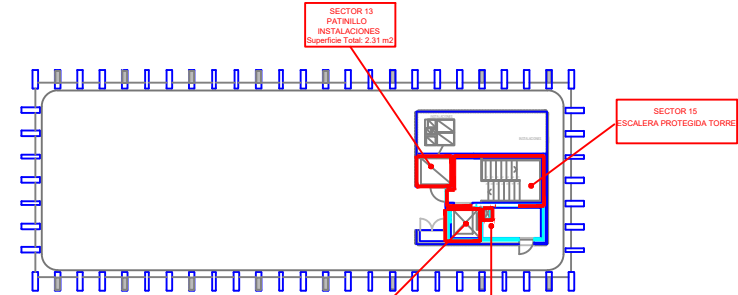 SECTOR 13
PATINILLO
INSTALACIONES
Superficie Total: 2.31 m2
SECTOR 15
ESCALERA PROTEGIDA TORRE